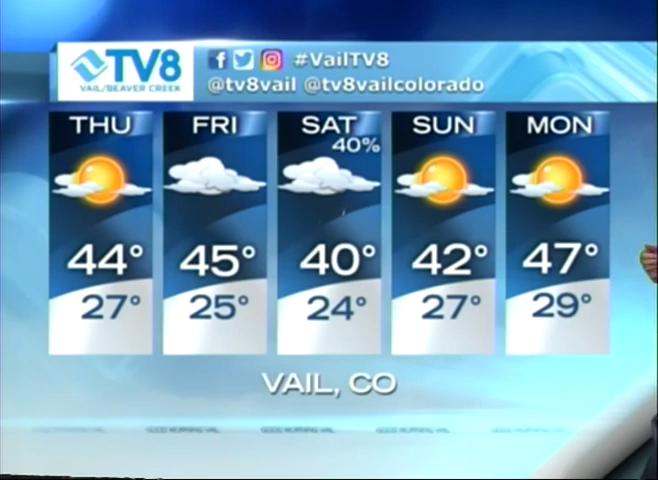 TV8
VAIL/BEAVER CREEK
#VailTV8
@tv8vail @tv8vailcolorado
THU FRI SAT SUN MON
40%
44° 45° 40° 42° 47°
27° 25° 24° 27° 29°
VAIL, CO